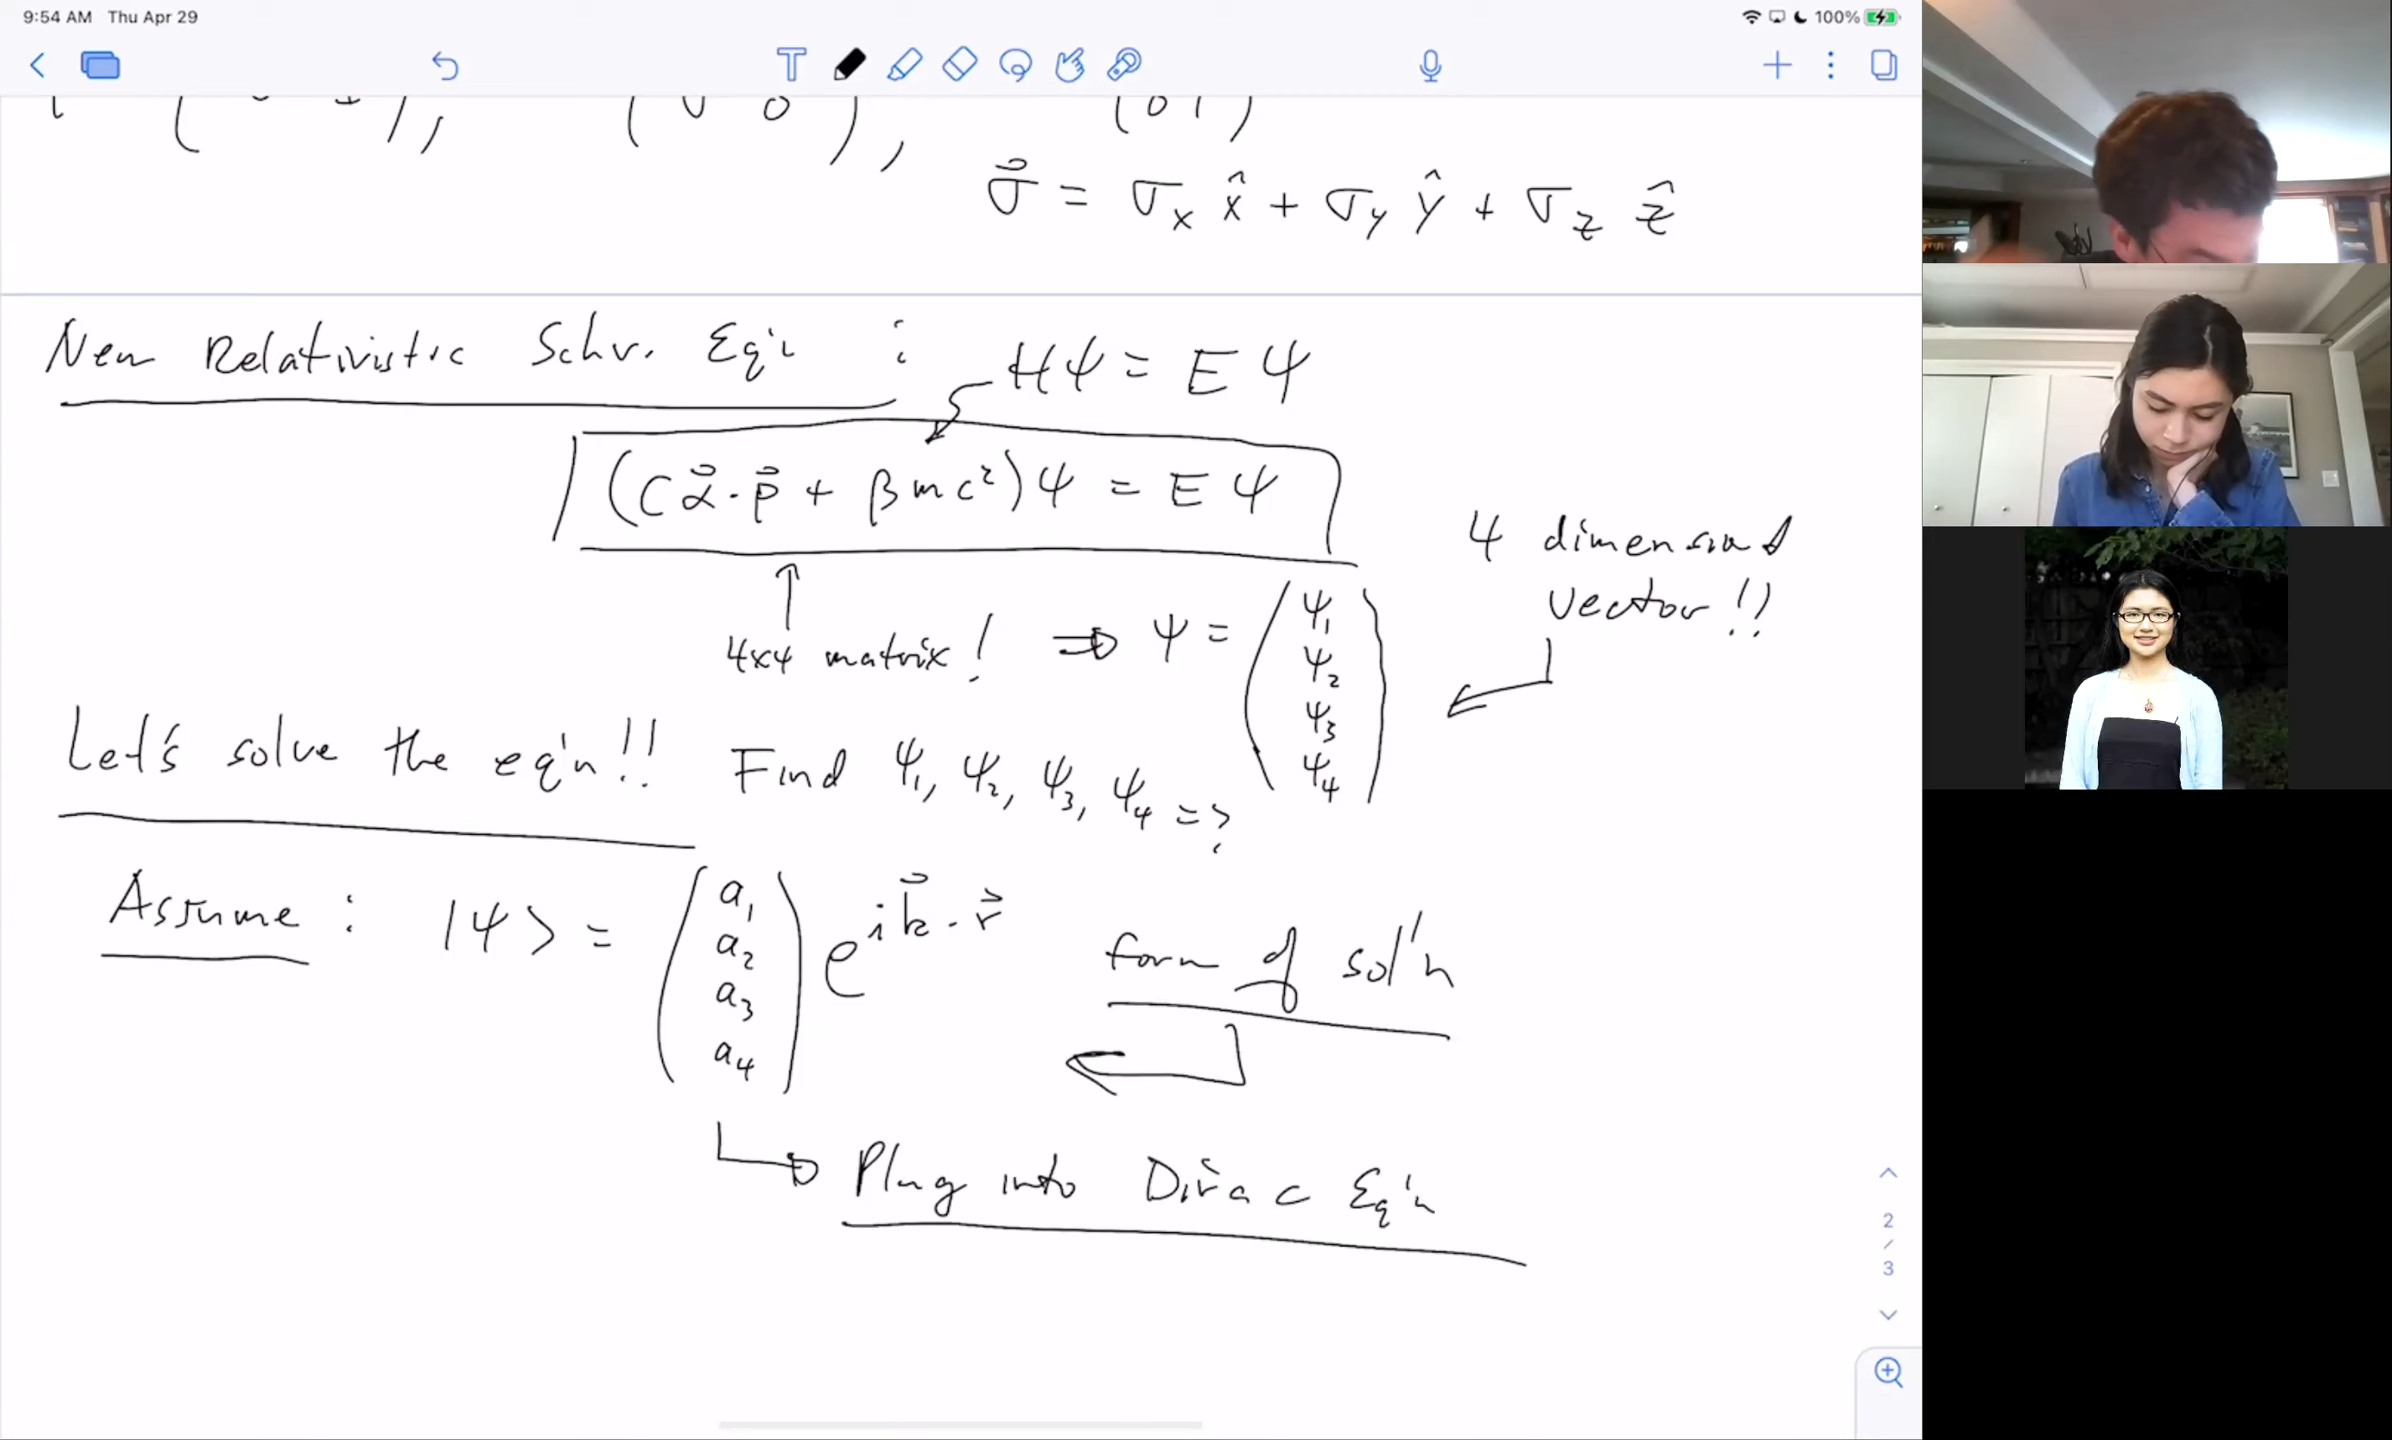 9:54 AM Thu Apr 29
100%
σ⃗ = σx x̂ + σy ŷ + σz ẑ
New Relativistic Schr. Eq'n : Hψ = Eψ
(c α⃗·p⃗ + βmc²)ψ = Eψ
4 dimensional
vector!!
4x4 matrix! ⇒ ψ = (ψ1 ψ2 ψ3 ψ4)
Let's solve the eq'n!! Find ψ1, ψ2, ψ3, ψ4 = ?
Assume : |ψ> = (a1 a2 a3 a4) e^{i k⃗·r⃗} form of sol'n
Plug into Dirac Eq'n
2
/
3